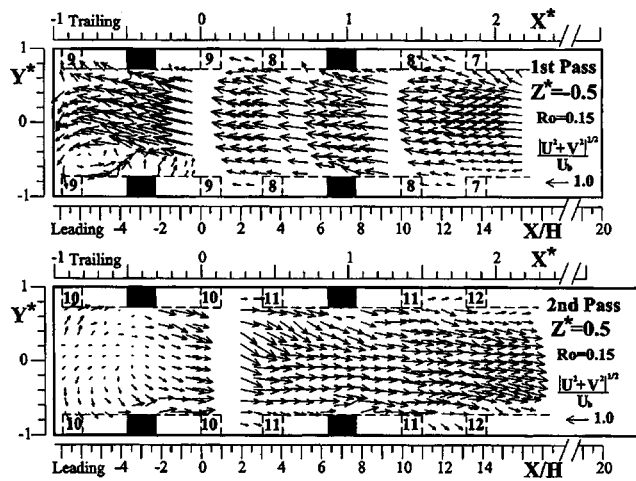 -1 Trailing 0 1 2 X*
1
9 9 8 8 7 1st Pass
Y* Z*=-0.5
0 Ro=0.15
|U²+V²|^1/2
U_b
← 1.0
-1
9 9 8 8 7
Leading -4 -2 0 2 4 6 8 10 12 14 X/H 20
-1 Trailing 0 1 2 X*
1
10 10 11 11 12 2nd Pass
Y* Z*=0.5
0 Ro=0.15
|U²+V²|^1/2
U_b
← 1.0
-1
10 10 11 11 12
Leading -4 -2 0 2 4 6 8 10 12 14 X/H 20